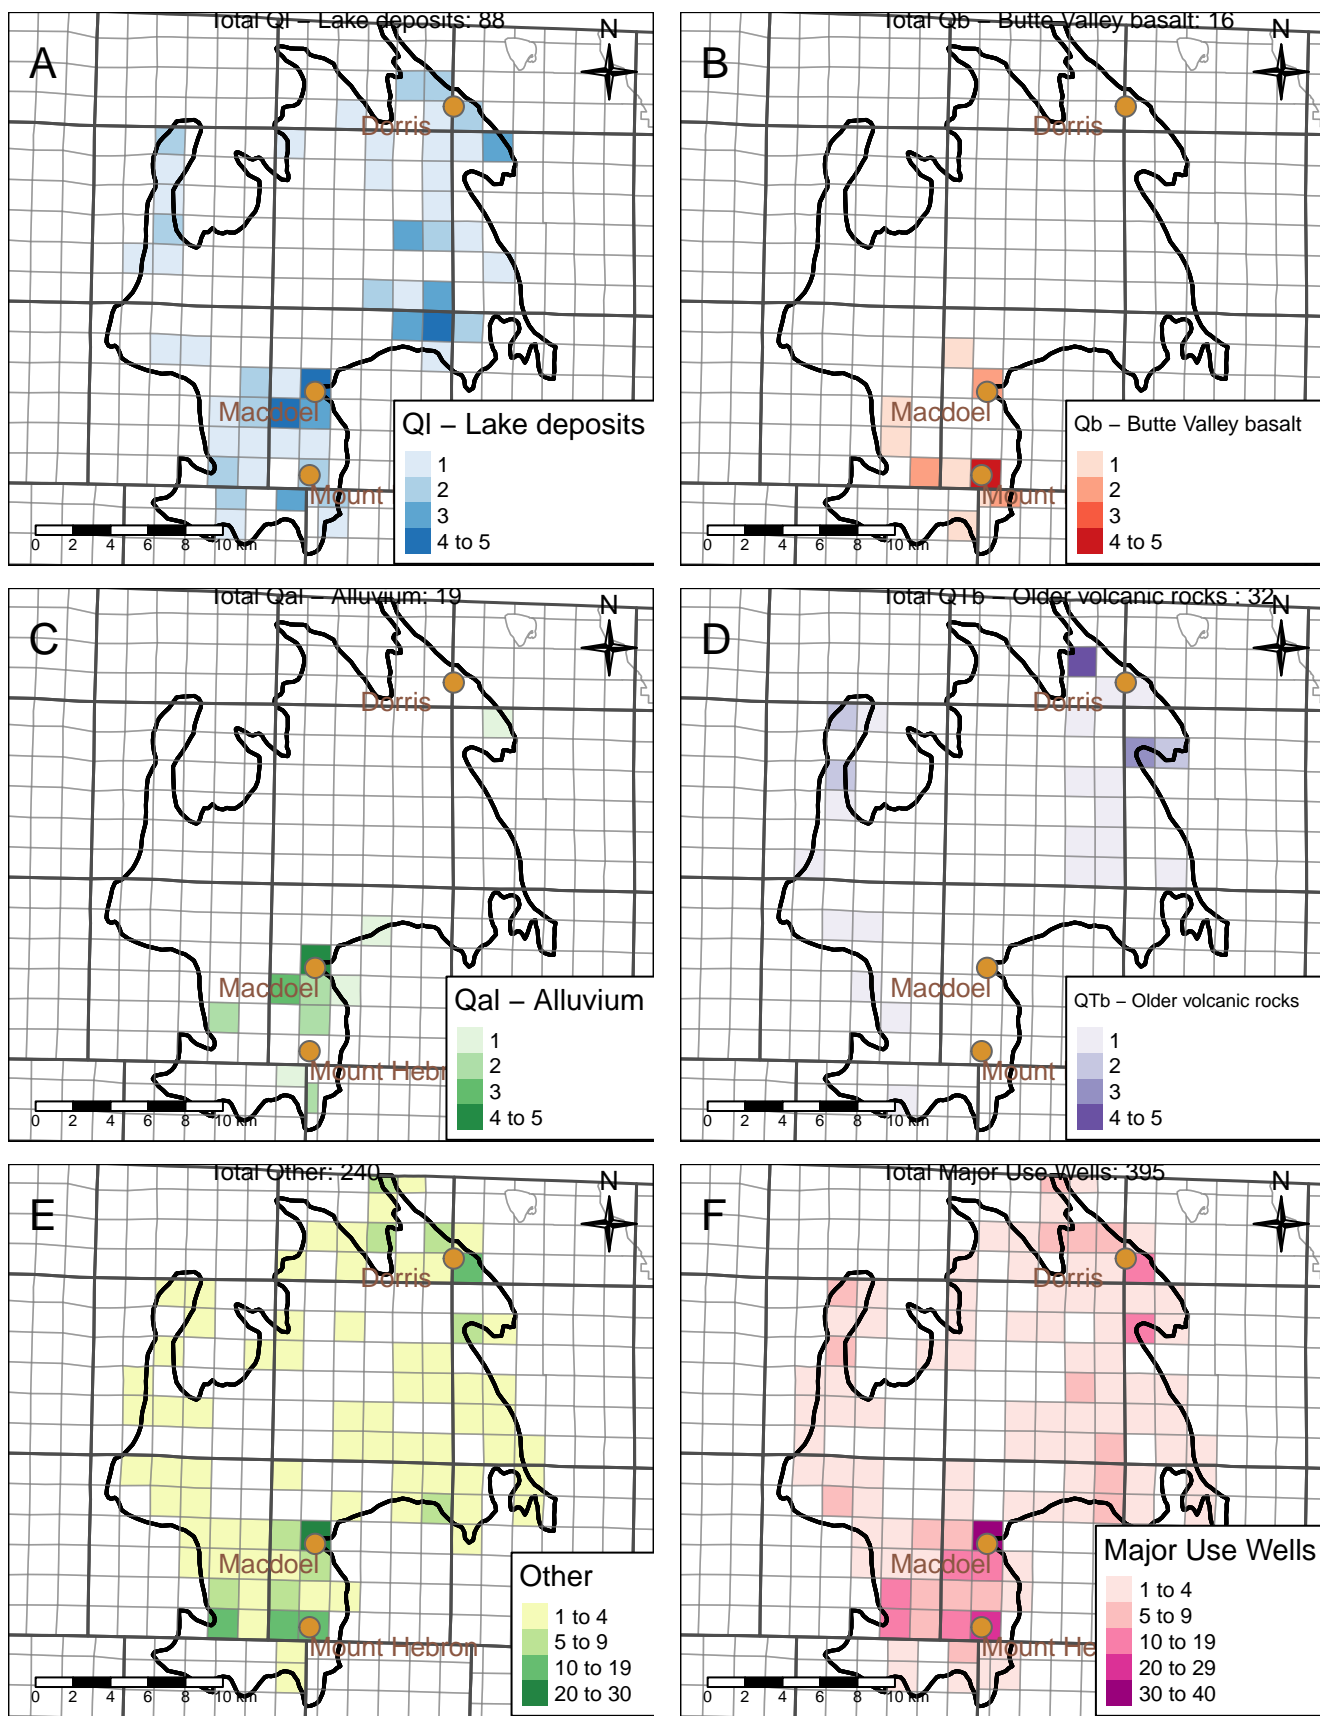 Total Ql – Lake deposits: 88
A
N
Dorris
Macdoel
Mount
Ql – Lake deposits
1
2
3
4 to 5
0 2 4 6 8 10 km
Total Qb – Butte Valley basalt: 16
B
N
Dorris
Macdoel
Mount
Qb – Butte Valley basalt
1
2
3
4 to 5
0 2 4 6 8 10 km
Total Qal – Alluvium: 19
C
N
Dorris
Macdoel
Mount Hebr
Qal – Alluvium
1
2
3
4 to 5
0 2 4 6 8 10 km
Total QTb – Older volcanic rocks : 32
D
N
Dorris
Macdoel
Mount
QTb – Older volcanic rocks
1
2
3
4 to 5
0 2 4 6 8 10 km
Total Other: 240
E
N
Dorris
Macdoel
Mount Hebron
Other
1 to 4
5 to 9
10 to 19
20 to 30
0 2 4 6 8 10 km
Total Major Use Wells: 395
F
N
Dorris
Macdoel
Mount He
Major Use Wells
1 to 4
5 to 9
10 to 19
20 to 29
30 to 40
0 2 4 6 8 10 km